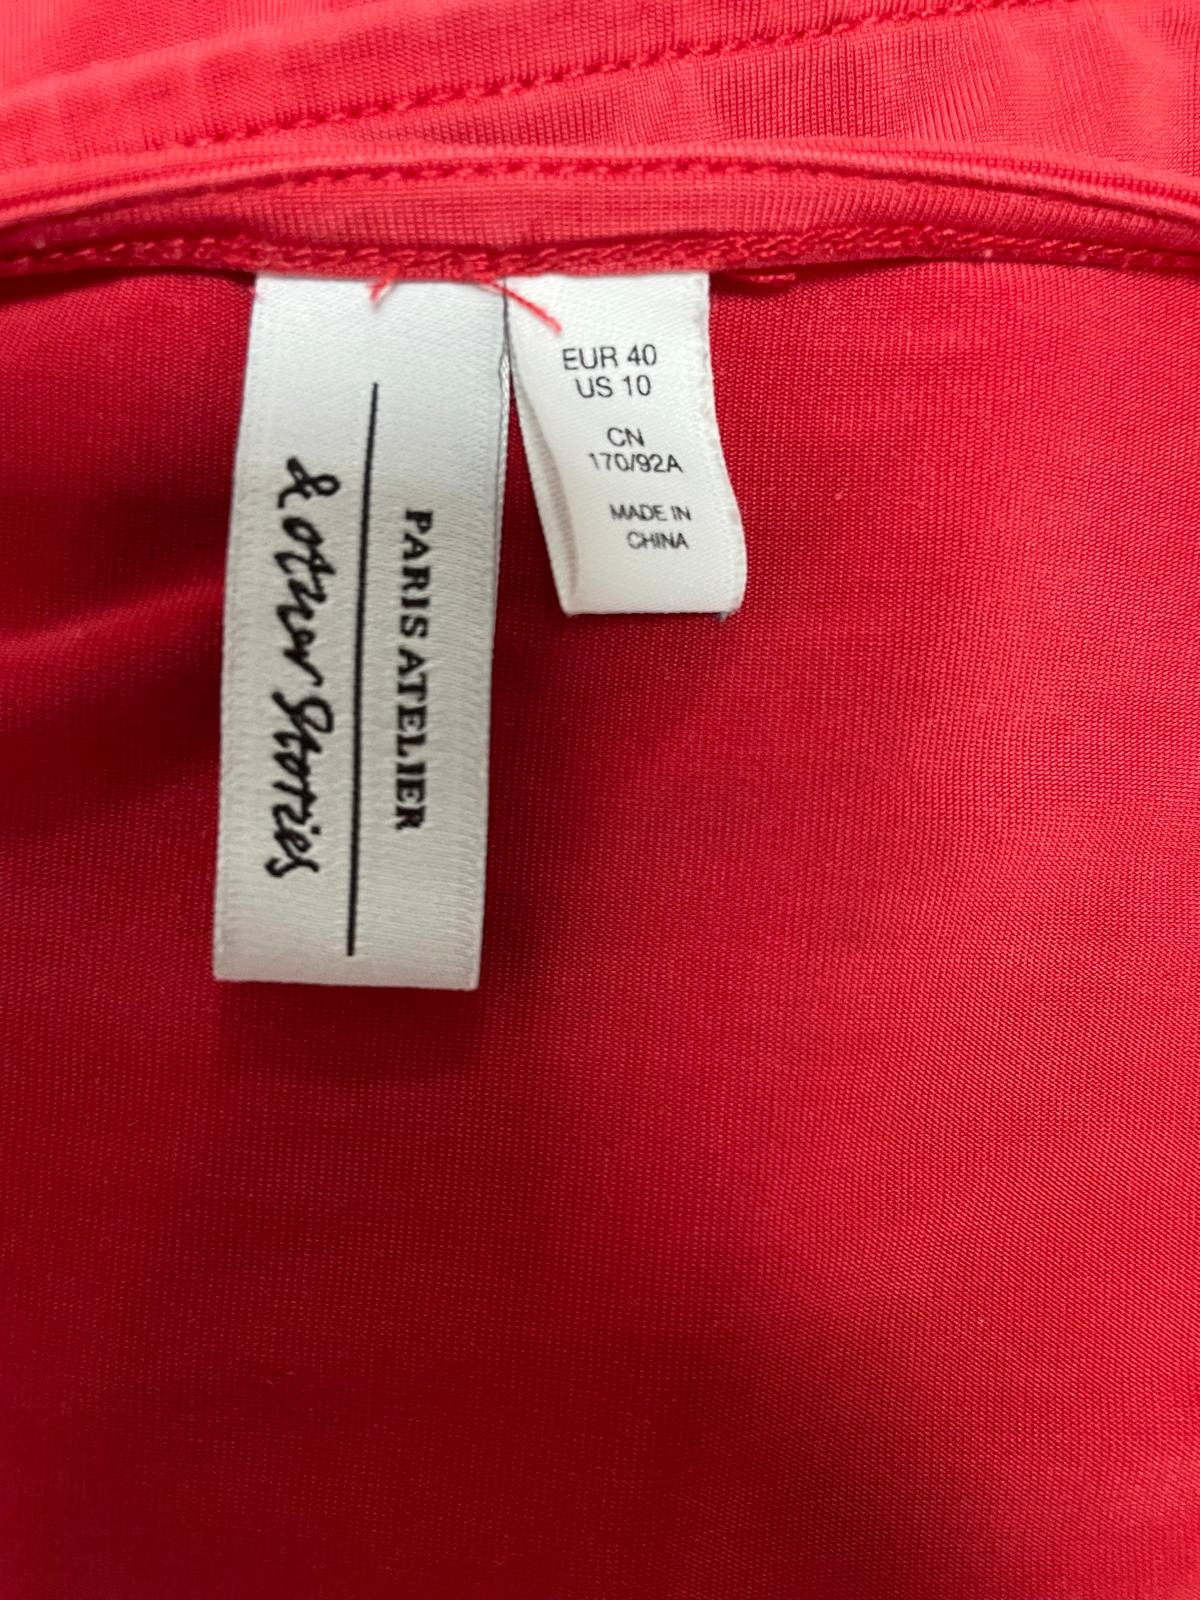 & other Stories
PARIS ATELIER
EUR 40
US 10
CN
170/92A
MADE IN
CHINA